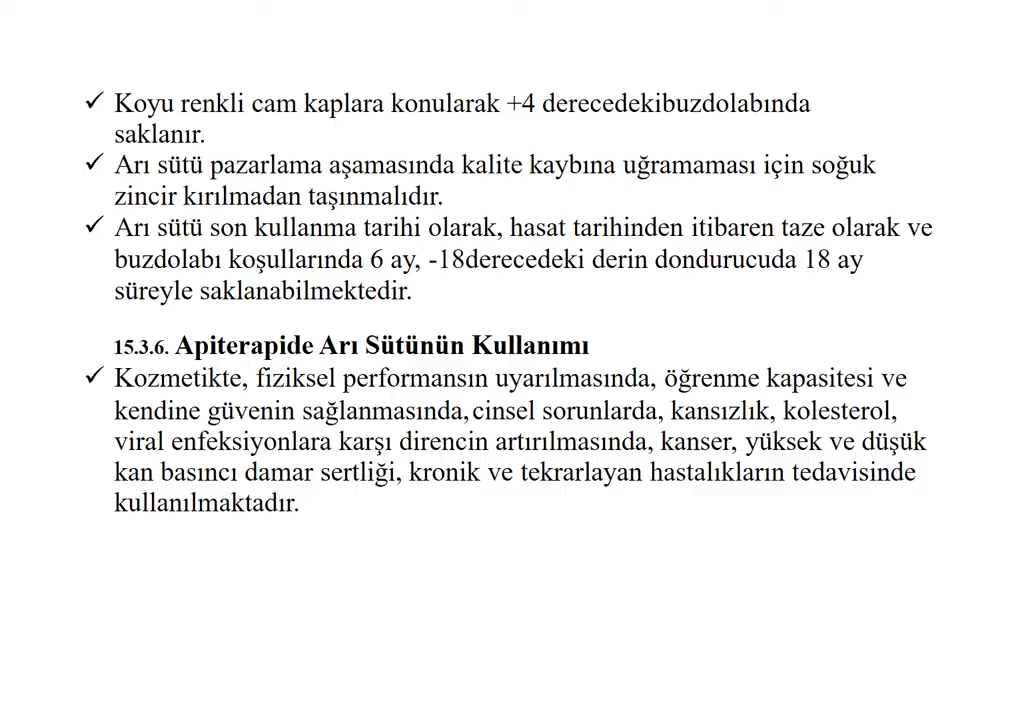 ✓ Koyu renkli cam kaplara konularak +4 derecedekibuzdolabında
saklanır.
✓ Arı sütü pazarlama aşamasında kalite kaybına uğramaması için soğuk
zincir kırılmadan taşınmalıdır.
✓ Arı sütü son kullanma tarihi olarak, hasat tarihinden itibaren taze olarak ve
buzdolabı koşullarında 6 ay, -18derecedeki derin dondurucuda 18 ay
süreyle saklanabilmektedir.
15.3.6. Apiterapide Arı Sütünün Kullanımı
✓ Kozmetikte, fiziksel performansın uyarılmasında, öğrenme kapasitesi ve
kendine güvenin sağlanmasında, cinsel sorunlarda, kansızlık, kolesterol,
viral enfeksiyonlara karşı direncin artırılmasında, kanser, yüksek ve düşük
kan basıncı damar sertliği, kronik ve tekrarlayan hastalıkların tedavisinde
kullanılmaktadır.